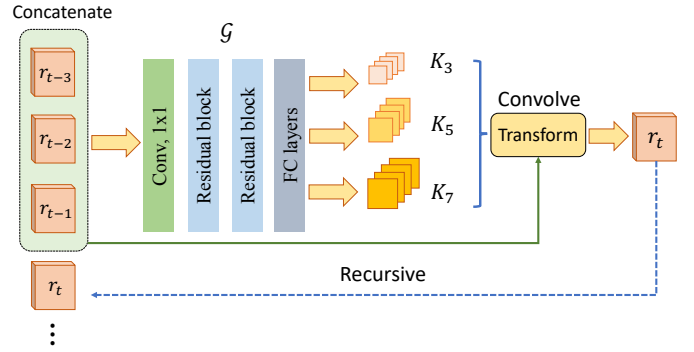 Concatenate
𝒢
r_{t−3}
r_{t−2}
r_{t−1}
r_t
Conv, 1x1
Residual block
Residual block
FC layers
K_3
K_5
K_7
Convolve
Transform
r_t
Recursive